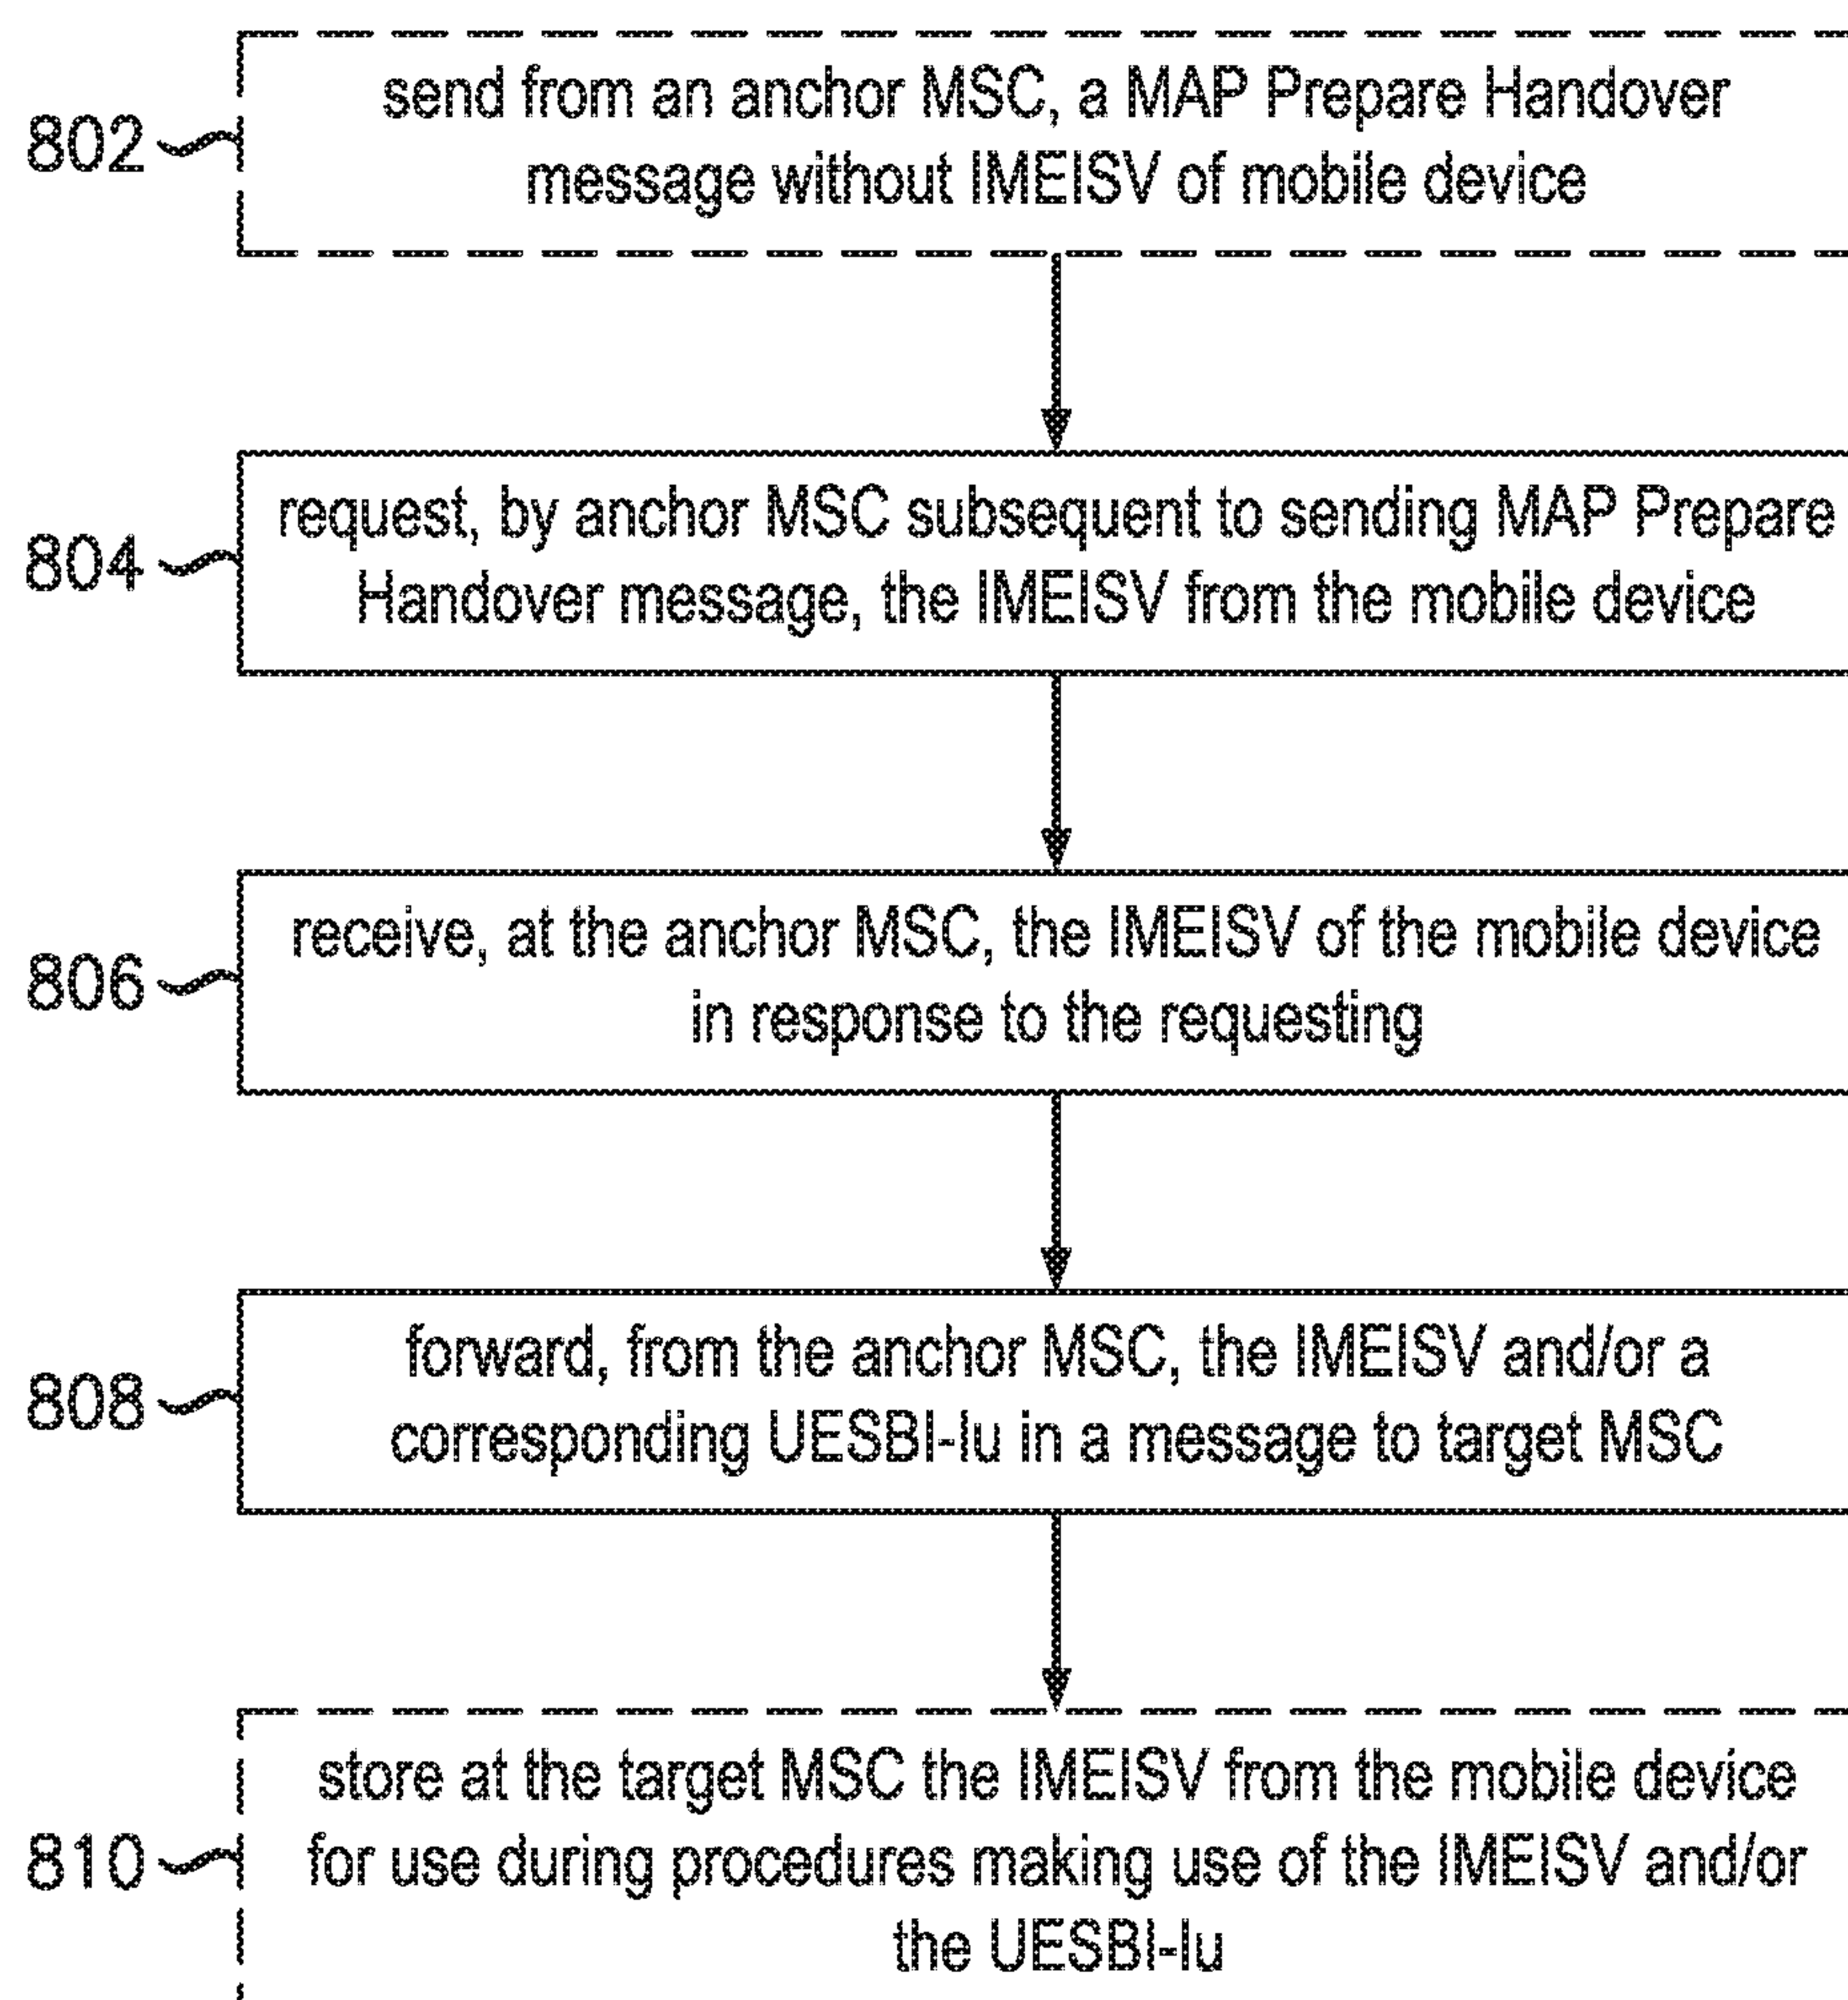 send from an anchor MSC, a MAP Prepare Handover
802
message without IMEISV of mobile device
request, by anchor MSC subsequent to sending MAP Prepare
804
Handover message, the IMEISV from the mobile device
receive, at the anchor MSC, the IMEISV of the mobile device
806
in response to the requesting
forward, from the anchor MSC, the IMEISV and/or a
808
corresponding UESBI-Iu in a message to target MSC
store at the target MSC the IMEISV from the mobile device
810
for use during procedures making use of the IMEISV and/or
the UESBI-Iu